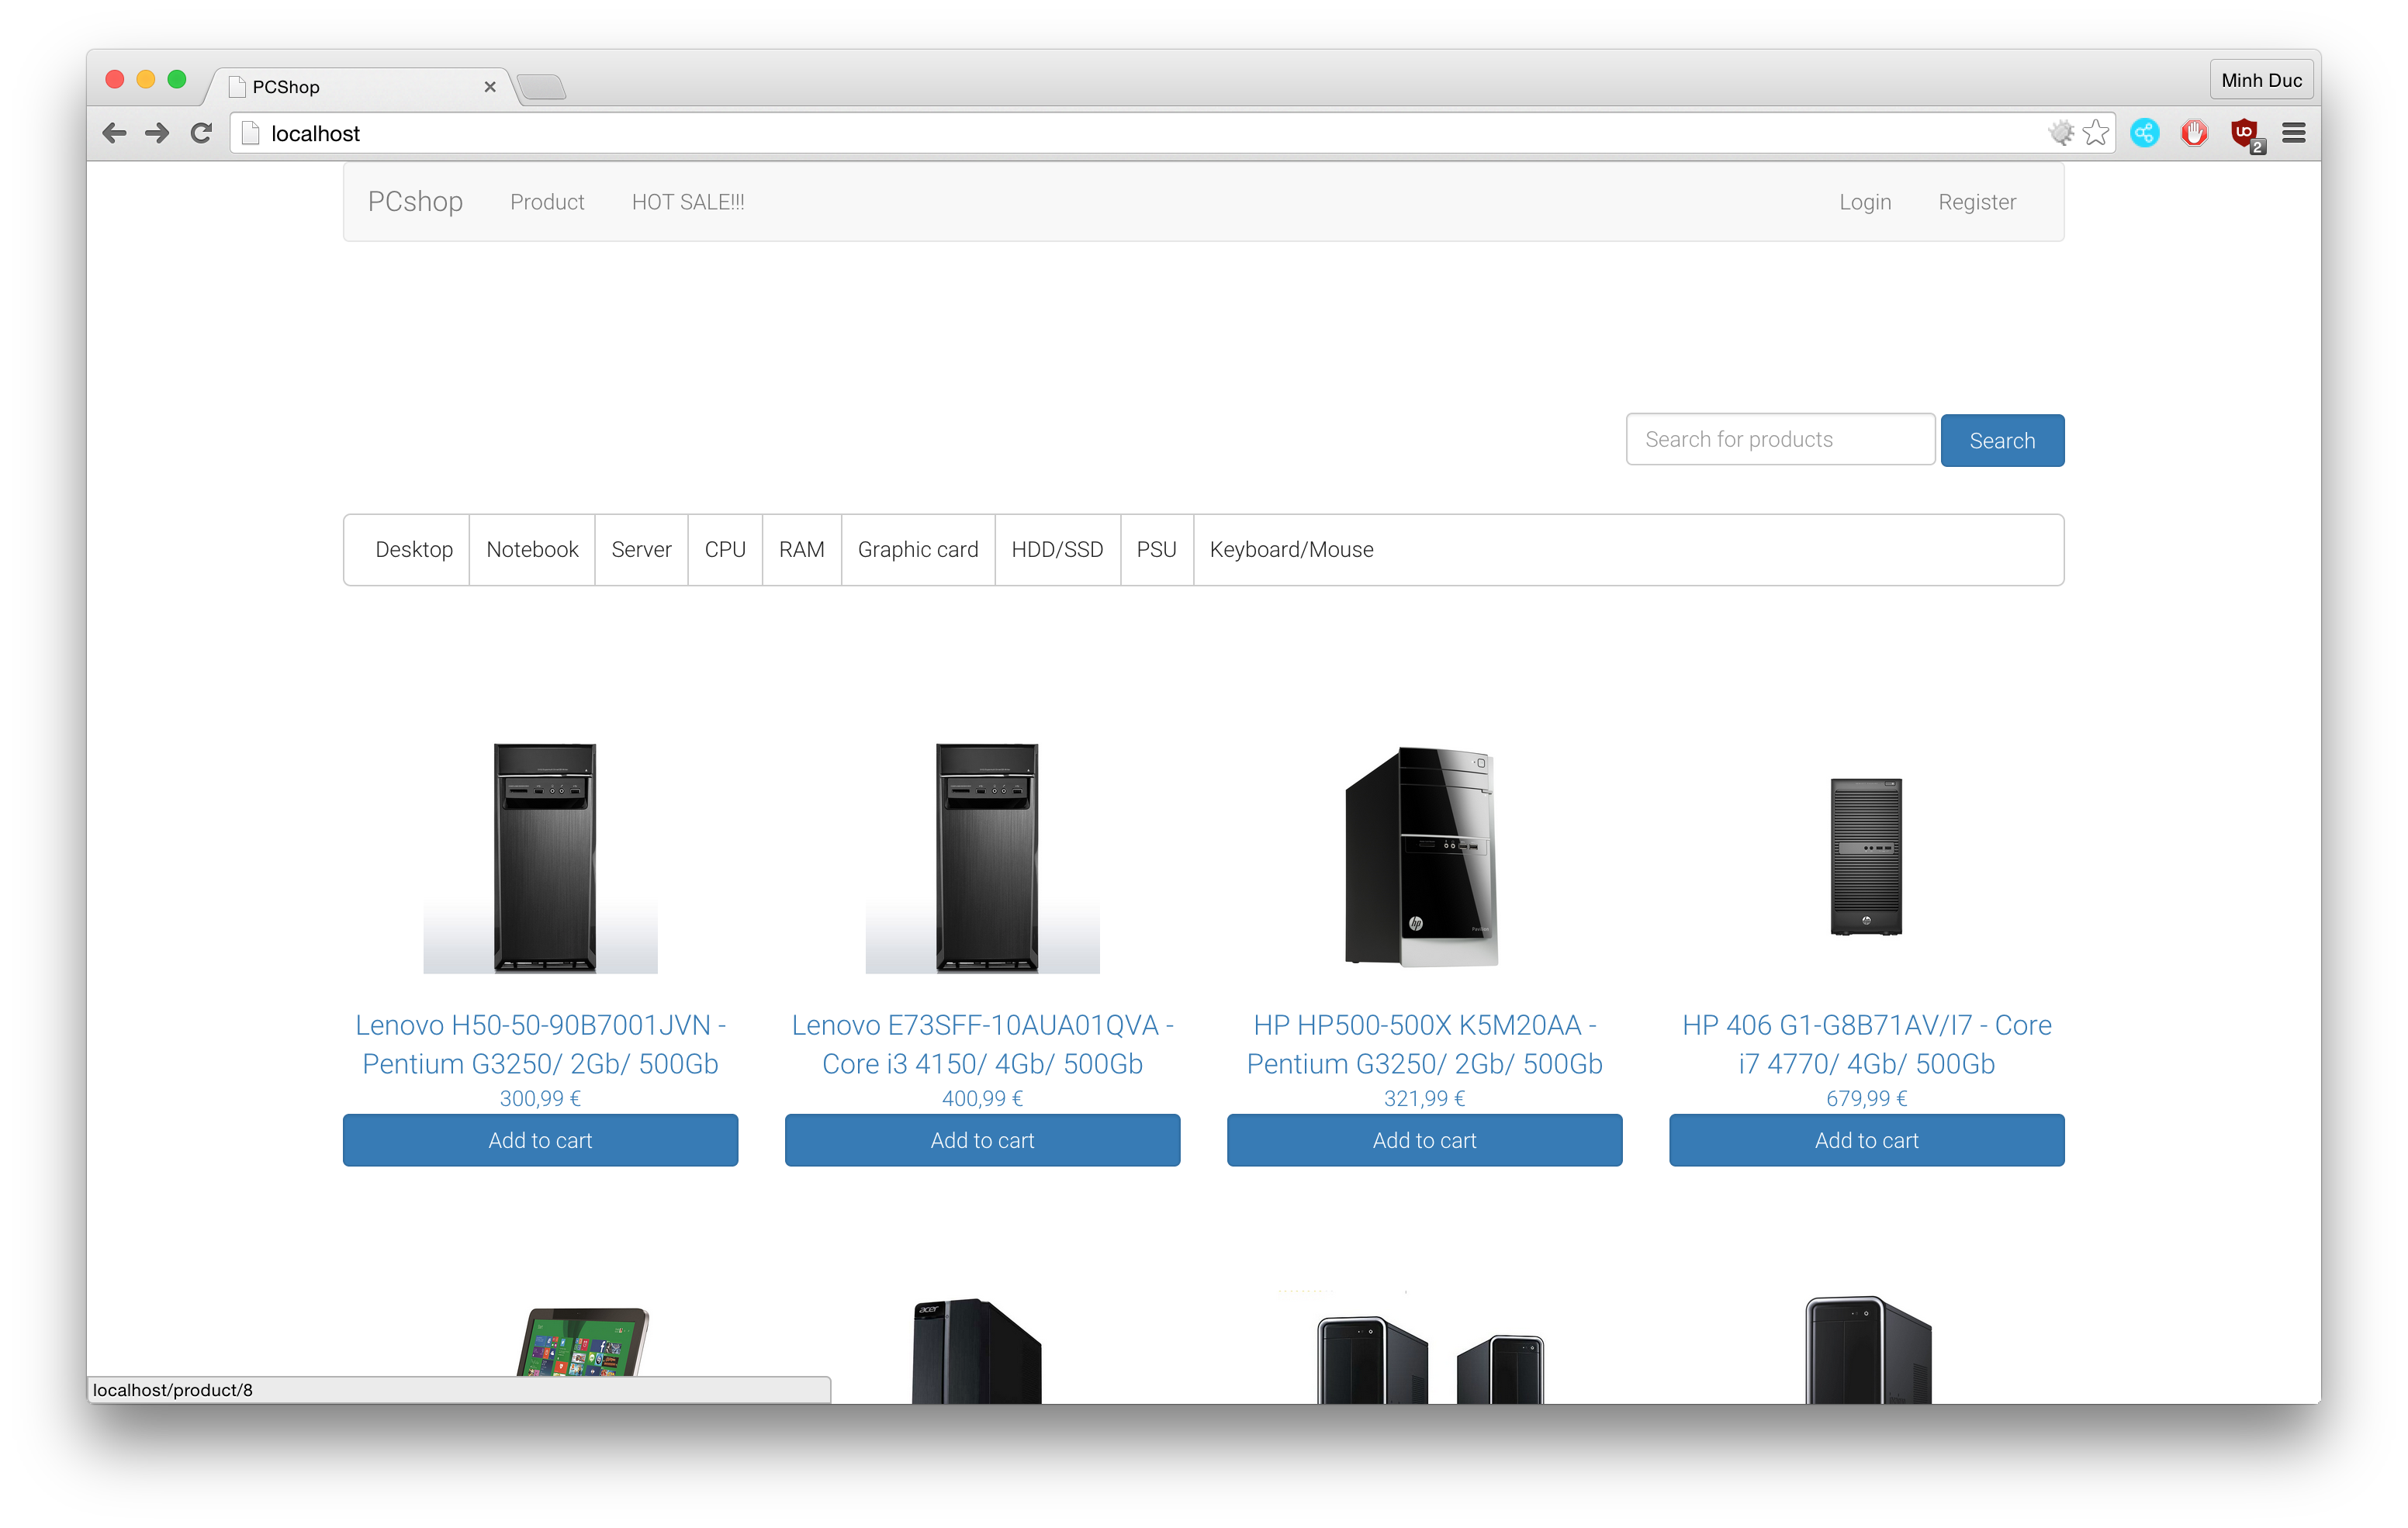 PCShop
Minh Duc
localhost
2
PCshop Product HOT SALE!!! Login Register
Search for products Search
Desktop Notebook Server CPU RAM Graphic card HDD/SSD PSU Keyboard/Mouse
hp
hp
Lenovo H50-50-90B7001JVN -
Pentium G3250/ 2Gb/ 500Gb
300,99 €
Add to cart
Lenovo E73SFF-10AUA01QVA -
Core i3 4150/ 4Gb/ 500Gb
400,99 €
Add to cart
HP HP500-500X K5M20AA -
Pentium G3250/ 2Gb/ 500Gb
321,99 €
Add to cart
HP 406 G1-G8B71AV/I7 - Core
i7 4770/ 4Gb/ 500Gb
679,99 €
Add to cart
acer
localhost/product/8